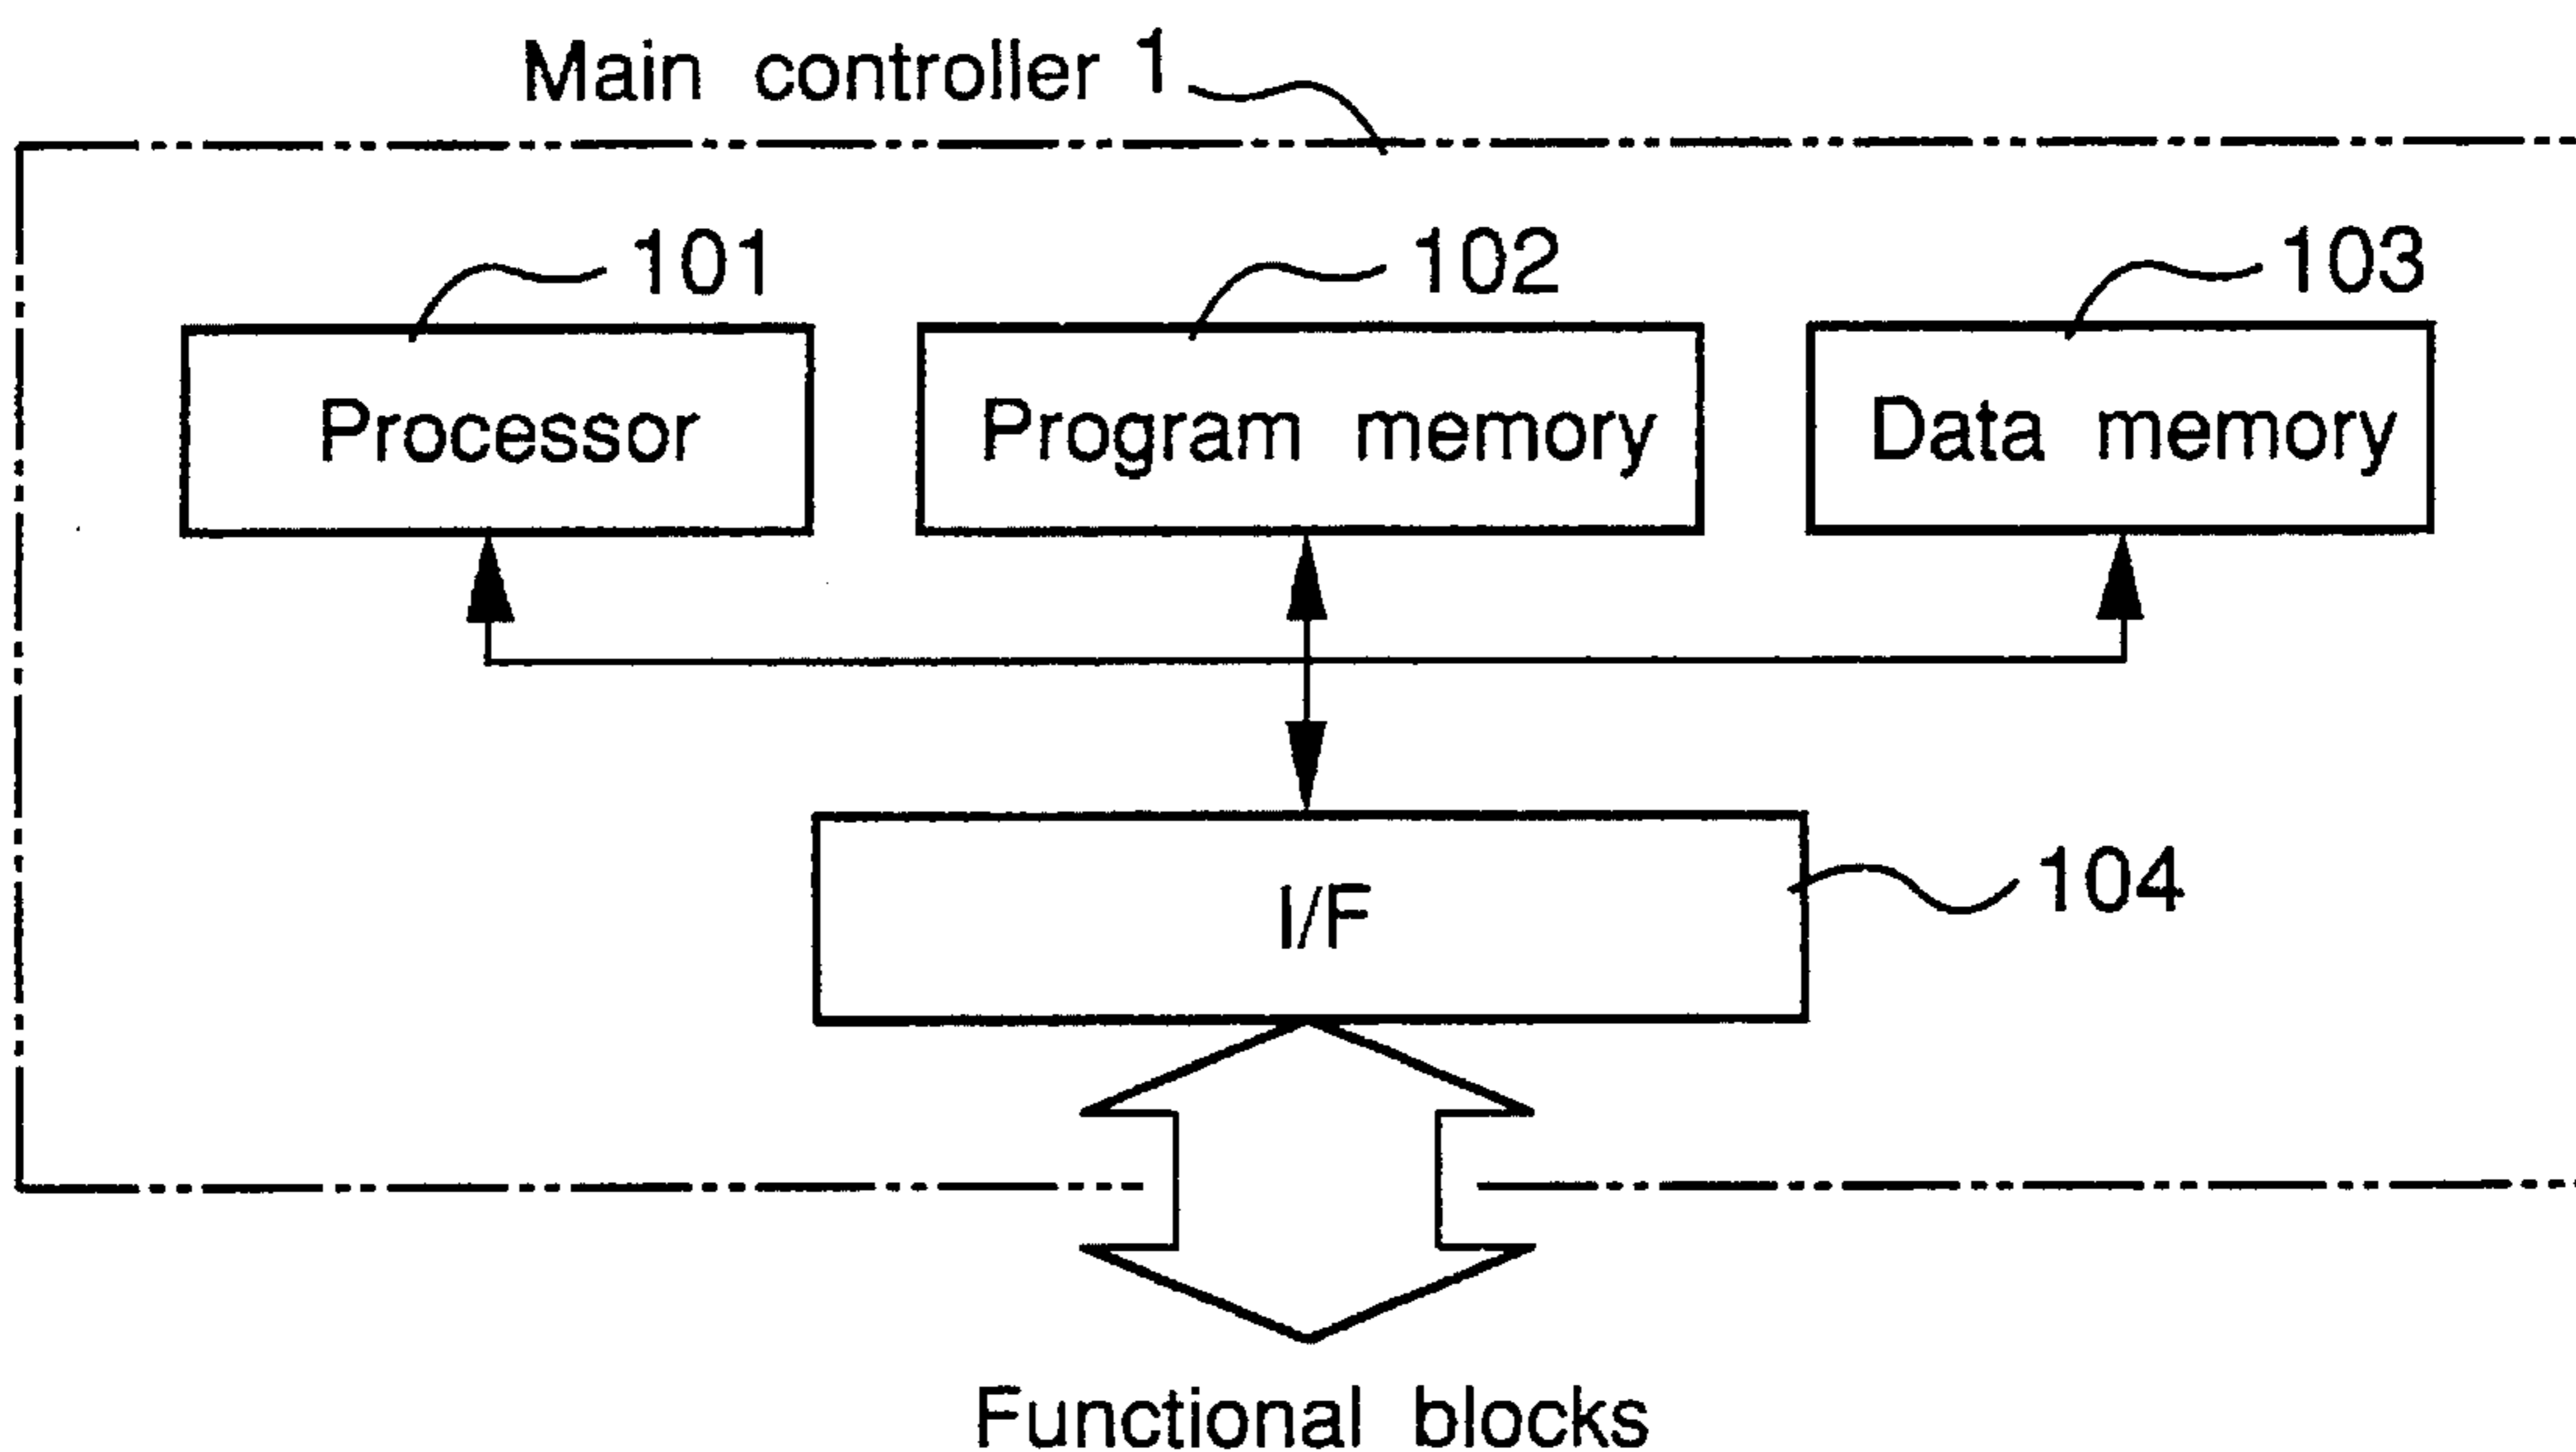 Main controller 1
101
102
103
Processor
Program memory
Data memory
I/F
104
Functional blocks